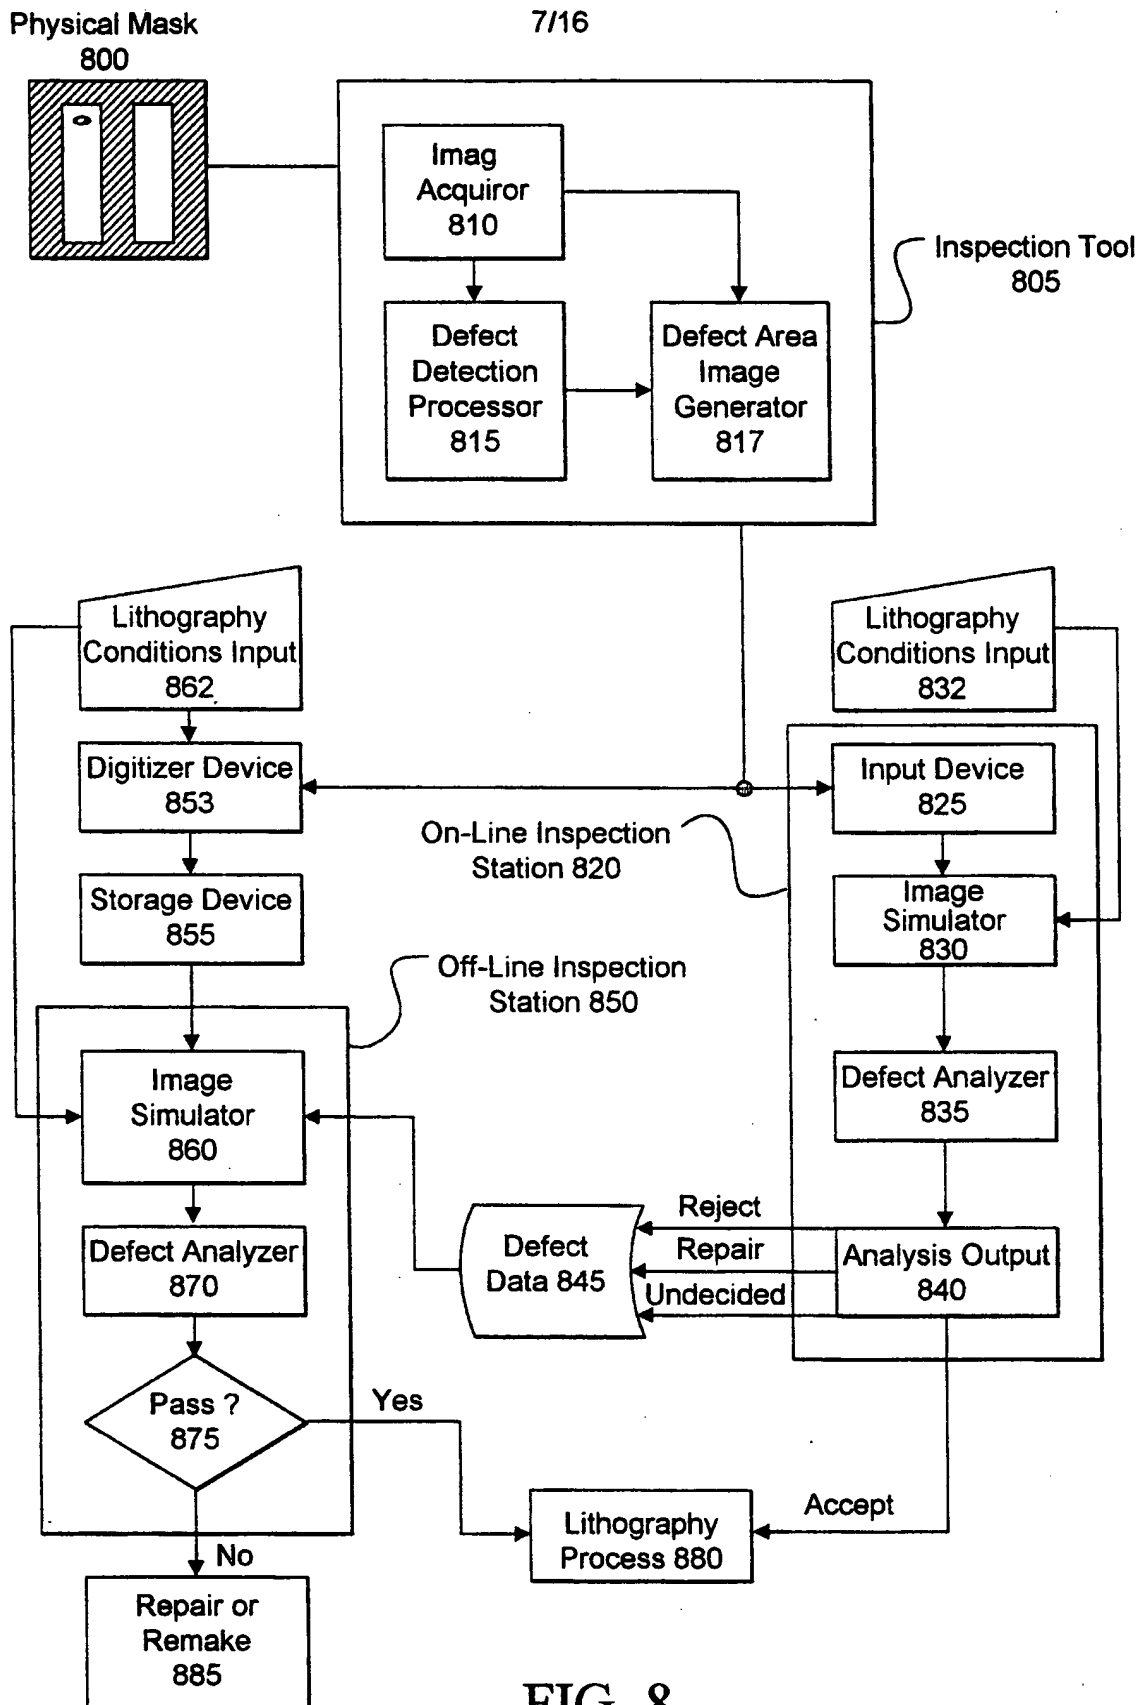 Physical Mask
800
7/16
Imag
Acquiror
810
Defect
Detection
Processor
815
Defect Area
Image
Generator
817
Inspection Tool
805
Lithography
Conditions Input
862
Lithography
Conditions Input
832
Digitizer Device
853
Input Device
825
On-Line Inspection
Station 820
Storage Device
855
Image
Simulator
830
Off-Line Inspection
Station 850
Image
Simulator
860
Defect Analyzer
835
Reject
Repair
Undecided
Defect
Data 845
Analysis Output
840
Defect Analyzer
870
Pass ?
875
Yes
Accept
Lithography
Process 880
No
Repair or
Remake
885
FIG. 8